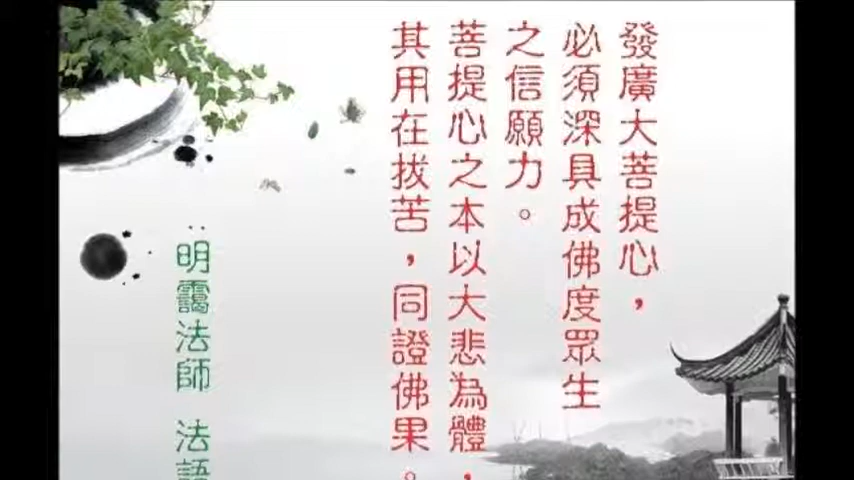 發廣大菩提心，
必須深具成佛度眾生
之信願力。
菩提心之本以大悲為體，
其用在拔苦，同證佛果。
明靄法師 法語